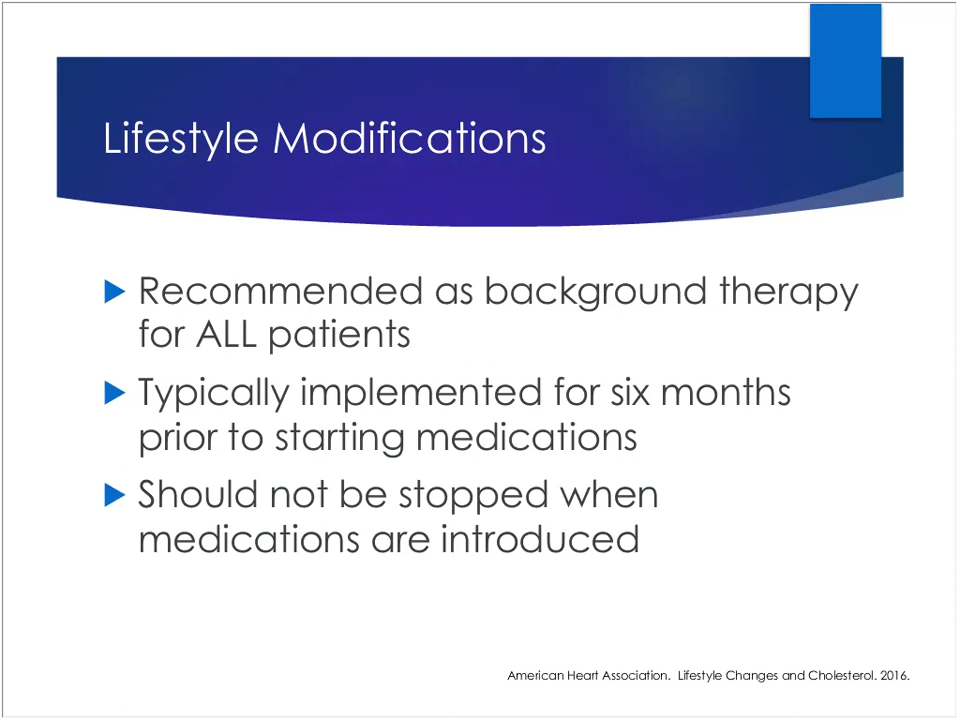 Lifestyle Modifications
Recommended as background therapy
for ALL patients
Typically implemented for six months
prior to starting medications
Should not be stopped when
medications are introduced
American Heart Association.  Lifestyle Changes and Cholesterol. 2016.